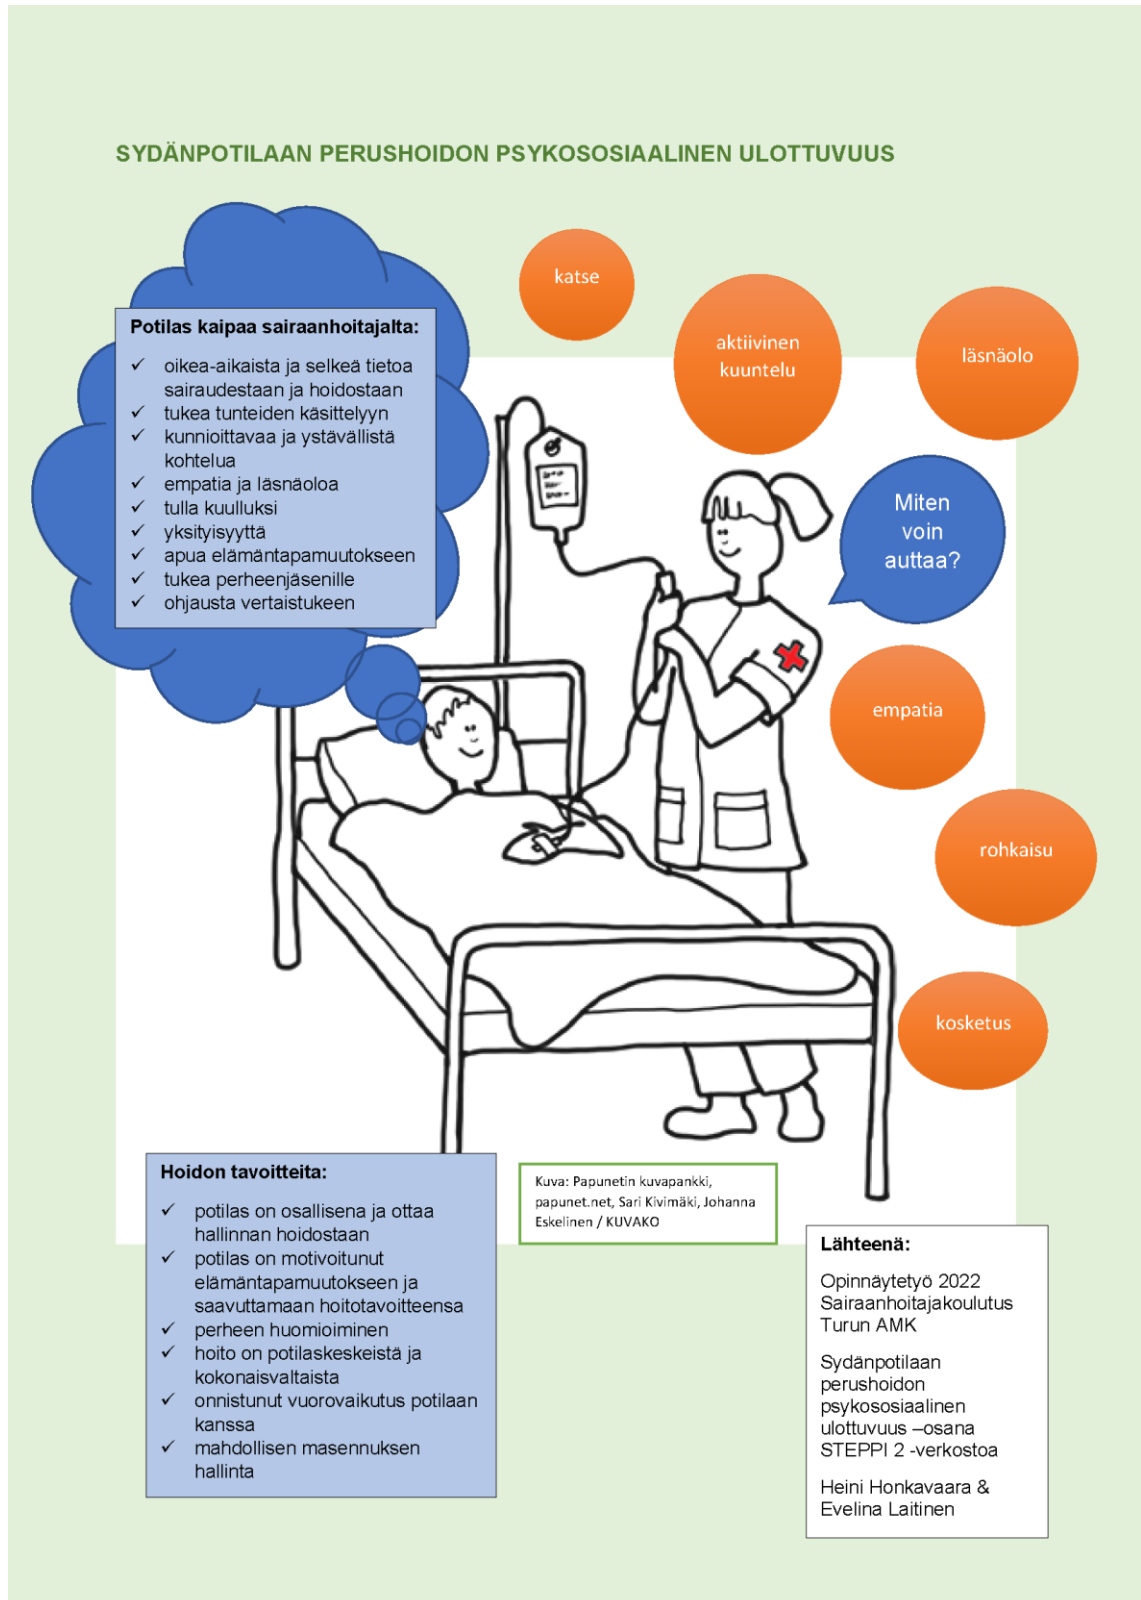 SYDÄNPOTILAAN PERUSHOIDON PSYKOSOSIAALINEN ULOTTUVUUS
Potilas kaipaa sairaanhoitajalta:
✓ oikea-aikaista ja selkeä tietoa
sairaudestaan ja hoidostaan
✓ tukea tunteiden käsittelyyn
✓ kunnioittavaa ja ystävällistä
kohtelua
✓ empatia ja läsnäoloa
✓ tulla kuulluksi
✓ yksityisyyttä
✓ apua elämäntapamuutokseen
✓ tukea perheenjäsenille
✓ ohjausta vertaistukeen
katse
aktiivinen
kuuntelu
läsnäolo
Miten
voin
auttaa?
empatia
rohkaisu
kosketus
Hoidon tavoitteita:
✓ potilas on osallisena ja ottaa
hallinnan hoidostaan
✓ potilas on motivoitunut
elämäntapamuutokseen ja
saavuttamaan hoitotavoitteensa
✓ perheen huomioiminen
✓ hoito on potilaskeskeistä ja
kokonaisvaltaista
✓ onnistunut vuorovaikutus potilaan
kanssa
✓ mahdollisen masennuksen
hallinta
Kuva: Papunetin kuvapankki,
papunet.net, Sari Kivimäki, Johanna
Eskelinen / KUVAKO
Lähteenä:
Opinnäytetyö 2022
Sairaanhoitajakoulutus
Turun AMK
Sydänpotilaan
perushoidon
psykososiaalinen
ulottuvuus –osana
STEPPI 2 -verkostoa
Heini Honkavaara &
Evelina Laitinen